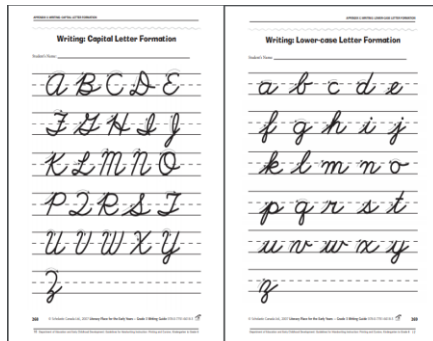 Writing: Capital Letter Formation
Student's Name:
A B C D E
F G H I J
K L M N O
P Q R S T
U V W X Y
Z
Writing: Lower-case Letter Formation
Student's Name:
a b c d e
f g h i j
k l m n o
p q r s t
u v w x y
z